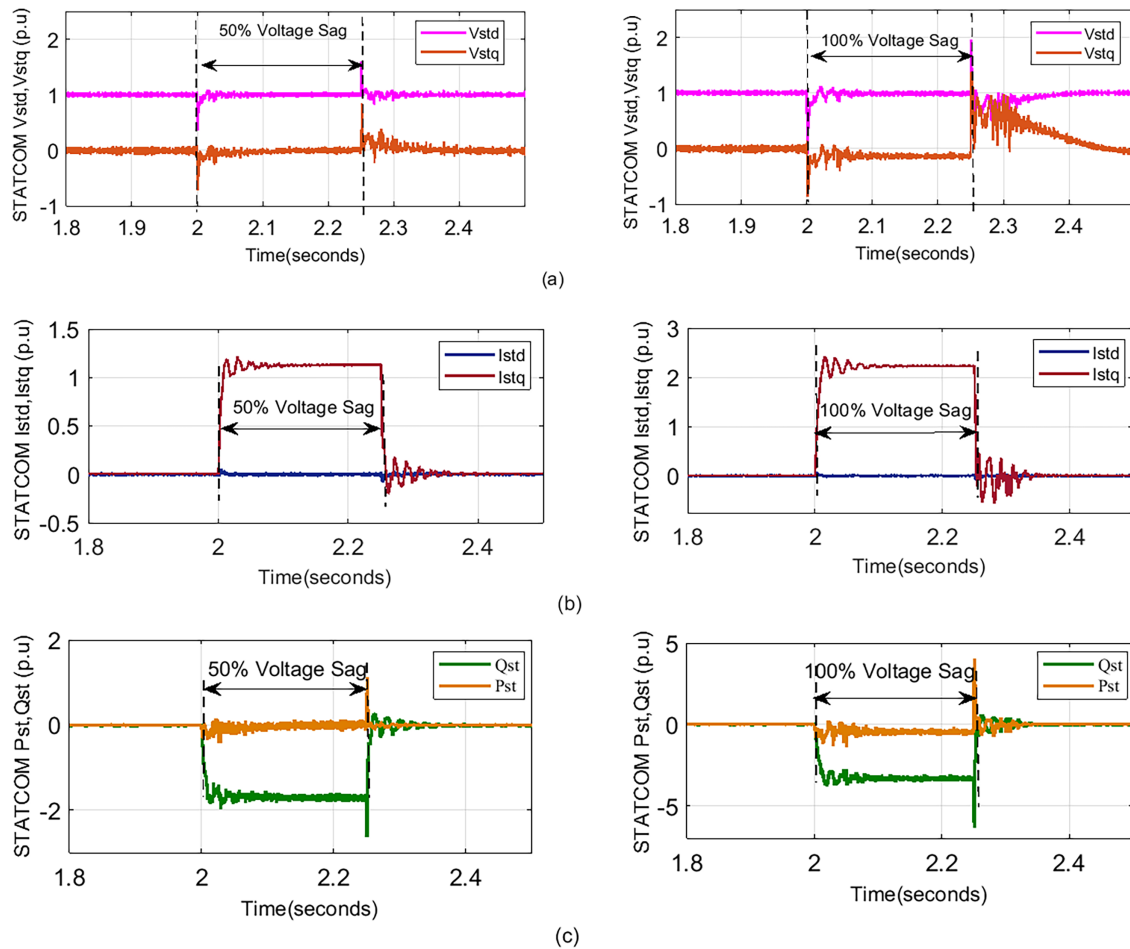 STATCOM Vstd,Vstq (p.u)
2
1
0
-1
50% Voltage Sag
Vstd
Vstq
1.8 1.9 2 2.1 2.2 2.3 2.4
Time(seconds)
STATCOM Vstd,Vstq (p.u)
2
1
0
-1
100% Voltage Sag
Vstd
Vstq
1.8 1.9 2 2.1 2.2 2.3 2.4
Time(seconds)
(a)
STATCOM Istd,Istq (p.u)
1.5
1
0.5
0
-0.5
50% Voltage Sag
Istd
Istq
1.8 2 2.2 2.4
Time(seconds)
STATCOM Istd,Istq (p.u)
3
2
1
0
100% Voltage Sag
Istd
Istq
1.8 2 2.2 2.4
Time(seconds)
(b)
STATCOM Pst,Qst (p.u)
2
0
-2
50% Voltage Sag
Qst
Pst
1.8 2 2.2 2.4
Time(seconds)
STATCOM Pst,Qst (p.u)
5
0
-5
100% Voltage Sag
Qst
Pst
1.8 2 2.2 2.4
Time(seconds)
(c)